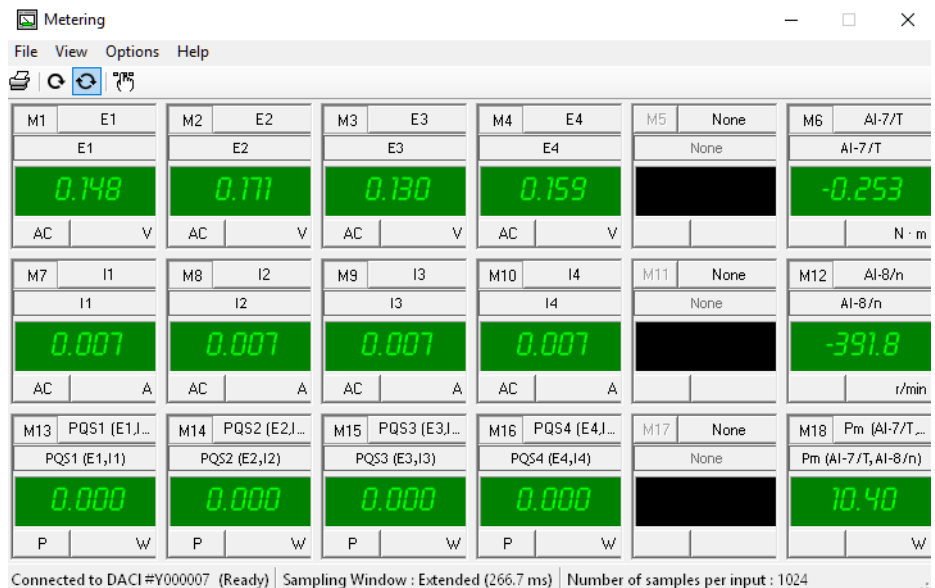 Metering
File View Options Help
M1 E1 M2 E2 M3 E3 M4 E4 M5 None M6 AI-7/T
E1 E2 E3 E4 None AI-7/T
0.148 0.171 0.130 0.159 -0.253
AC V AC V AC V AC V N·m
M7 I1 M8 I2 M9 I3 M10 I4 M11 None M12 AI-8/n
I1 I2 I3 I4 None AI-8/n
0.007 0.007 0.007 0.007 -391.8
AC A AC A AC A AC A r/min
M13 PQS1 (E1,I... M14 PQS2 (E2,I... M15 PQS3 (E3,I... M16 PQS4 (E4,I... M17 None M18 Pm (AI-7/T,...
PQS1 (E1,I1) PQS2 (E2,I2) PQS3 (E3,I3) PQS4 (E4,I4) None Pm (AI-7/T,AI-8/n)
0.000 0.000 0.000 0.000 10.40
P W P W P W P W W
Connected to DACI #Y000007 (Ready) Sampling Window : Extended (266.7 ms) Number of samples per input : 1024